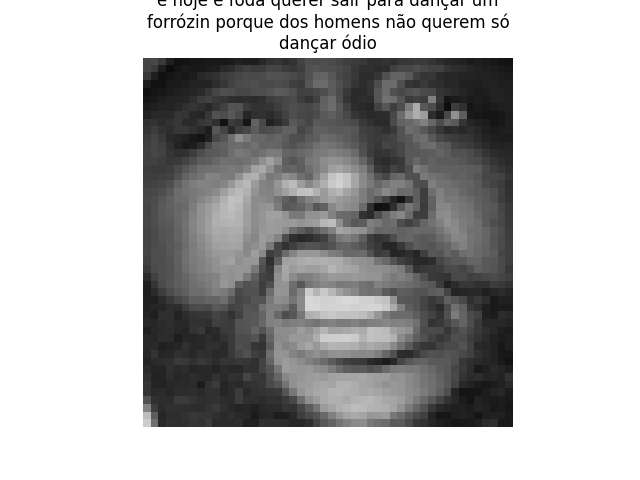 e hoje é foda querer sair para dançar um
forrózin porque dos homens não querem só
dançar ódio